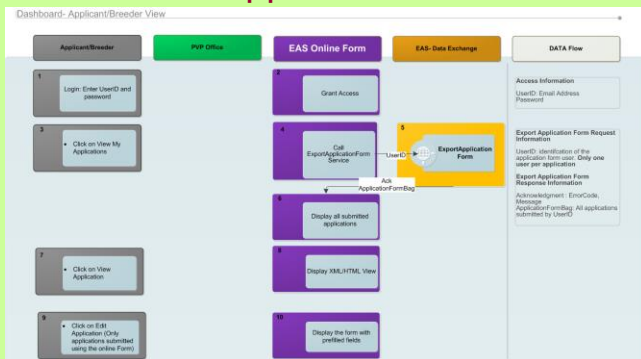 Dashboard- Applicant/Breeder View
Applicant/Breeder
PVP Office
EAS Online Form
EAS- Data Exchange
DATA Flow
1
Login: Enter UserID and
password
2
Grant Access
Access Information
UserID: Email Address
Password
3
• Click on View My
Applications
4
Call
ExportApplicationForm
Service
UserID
5
ExportApplication
Form
Export Application Form Request
Information
UserID: identification of the
application form user. Only one
user per application
Export Application Form
Response Information
Acknowledgment : ErrorCode,
Message
ApplicationFormBag: All applications
submitted by UserID
Ack
ApplicationFormBag
Display all submitted
applications
7
• Click on View
Application
Display XML/HTML View
9
• Click on Edit
Application (Only
applications submitted
using the online Form)
10
Display the form with
prefilled fields